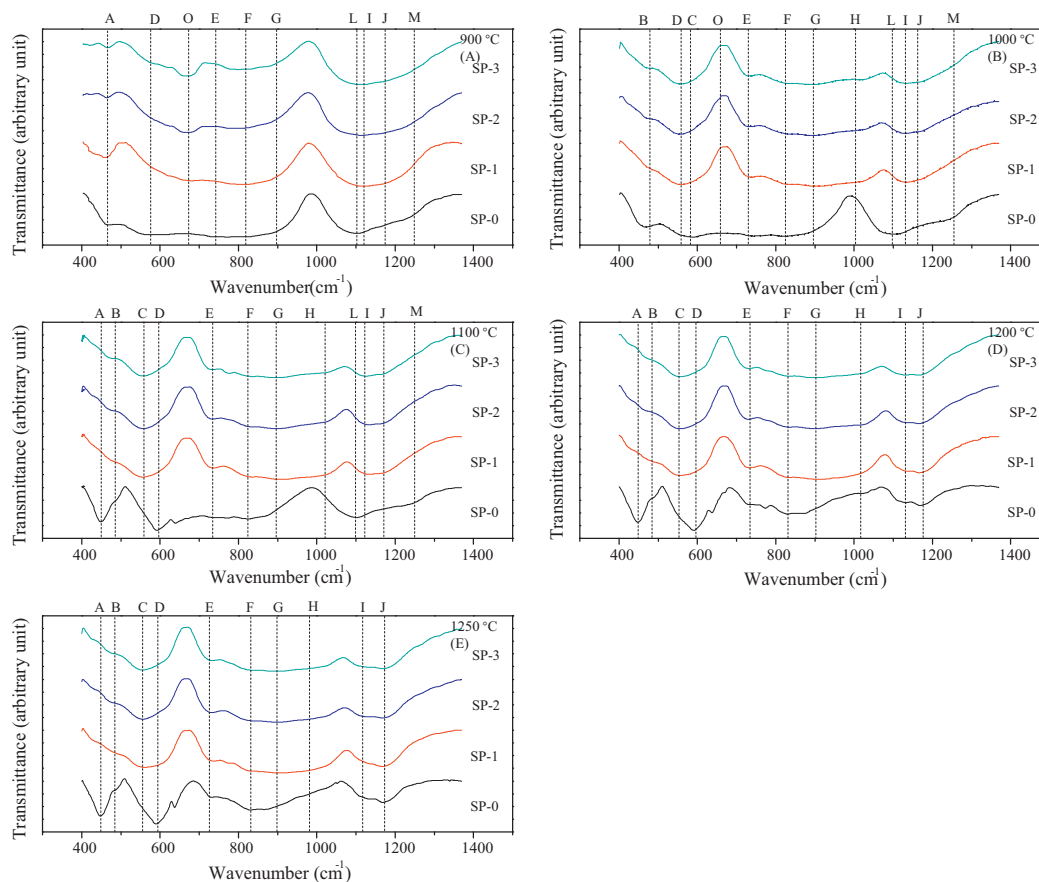 A D O E F G L I J M
900 °C
(A)
SP-3
SP-2
SP-1
SP-0
Transmittance (arbitrary unit)
400 600 800 1000 1200 1400
Wavenumber(cm-1
B D C O E F G H L I J M
1000 °C
(B)
SP-3
SP-2
SP-1
SP-0
Transmittance (arbitrary unit)
400 600 800 1000 1200 1400
Wavenumber (cm-1
A B C D E F G H L I J M
1100 °C
(C)
SP-3
SP-2
SP-1
SP-0
Transmittance (arbitrary unit)
400 600 800 1000 1200 1400
Wavenumber (cm-1)
A B C D E F G H I J
1200 °C
(D)
SP-3
SP-2
SP-1
SP-0
Transmittance (arbitrary unit)
400 600 800 1000 1200 1400
Wavenumber (cm-1)
A B C D E F G H I J
1250 °C
(E)
SP-3
SP-2
SP-1
SP-0
Transmittance (arbitrary unit)
400 600 800 1000 1200 1400
Wavenumber (cm-1)